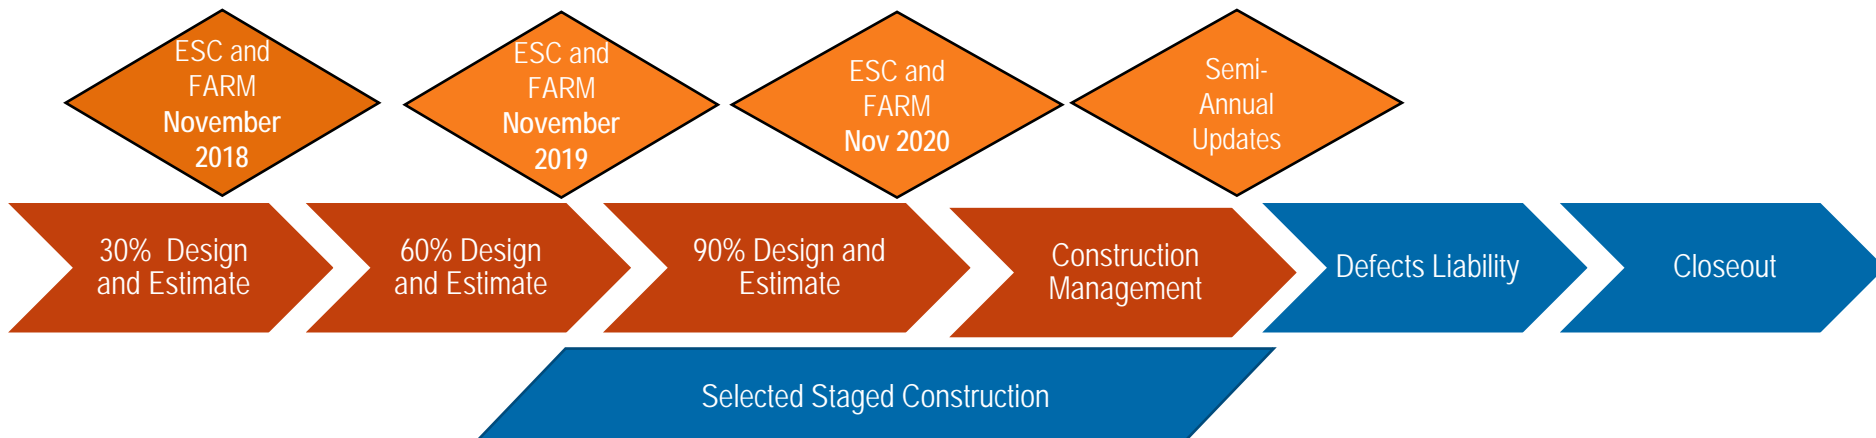 ESC and
FARM
November
2018
ESC and
FARM
November
2019
ESC and
FARM
Nov 2020
Semi-
Annual
Updates
30% Design
and Estimate
60% Design
and Estimate
90% Design and
Estimate
Construction
Management
Defects Liability
Closeout
Selected Staged Construction